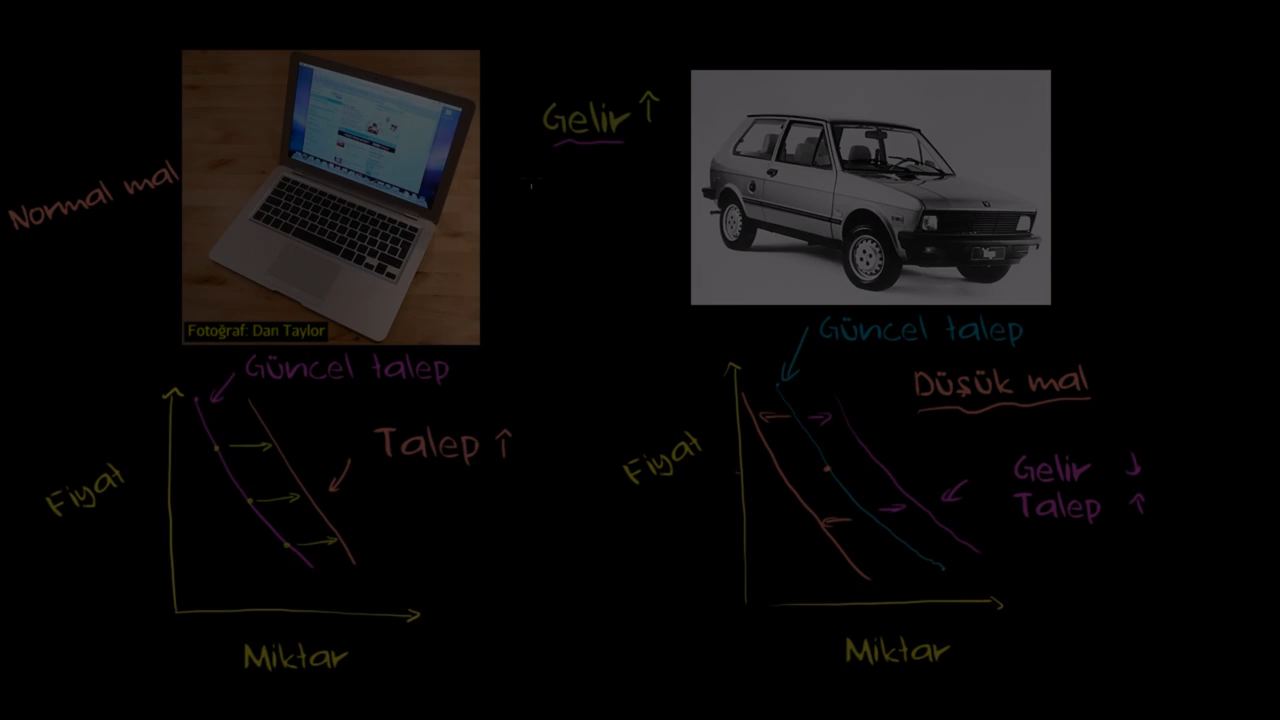 Normal mal
Fotoğraf: Dan Taylor
Gelir ↑
Güncel talep
Talep ↑
Fiyat
Miktar
Güncel talep
Düşük mal
Gelir ↓
Talep ↑
Fiyat
Miktar